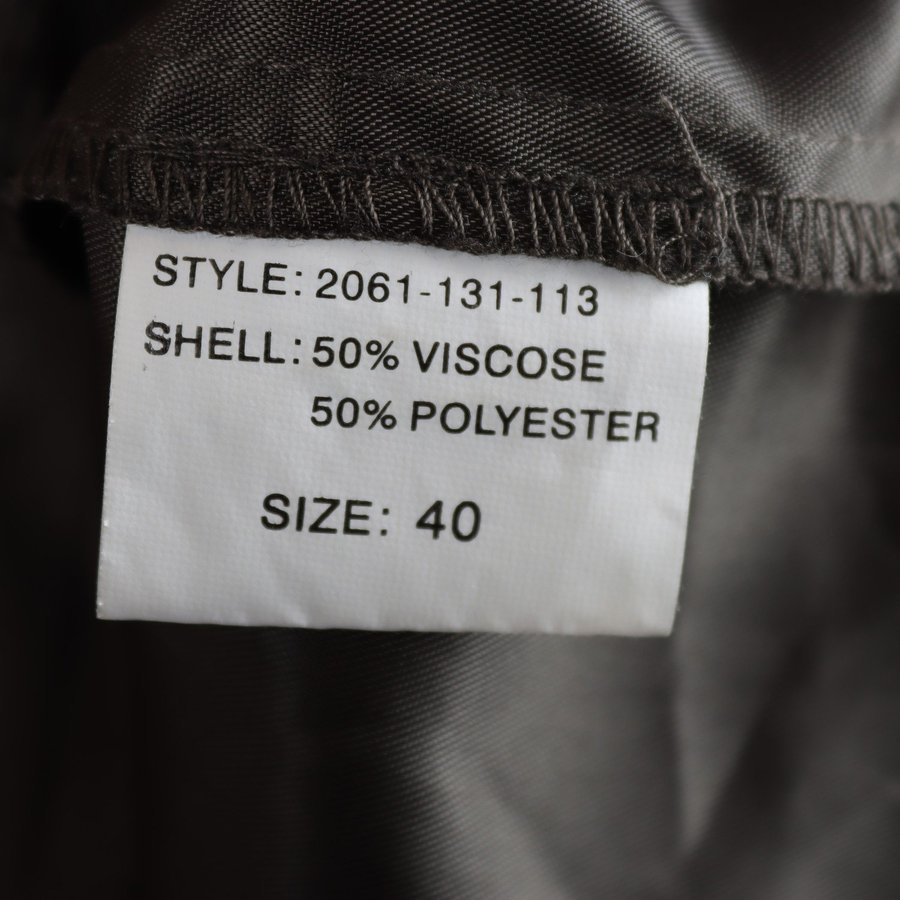 STYLE: 2061-131-113
SHELL: 50% VISCOSE
50% POLYESTER
SIZE: 40